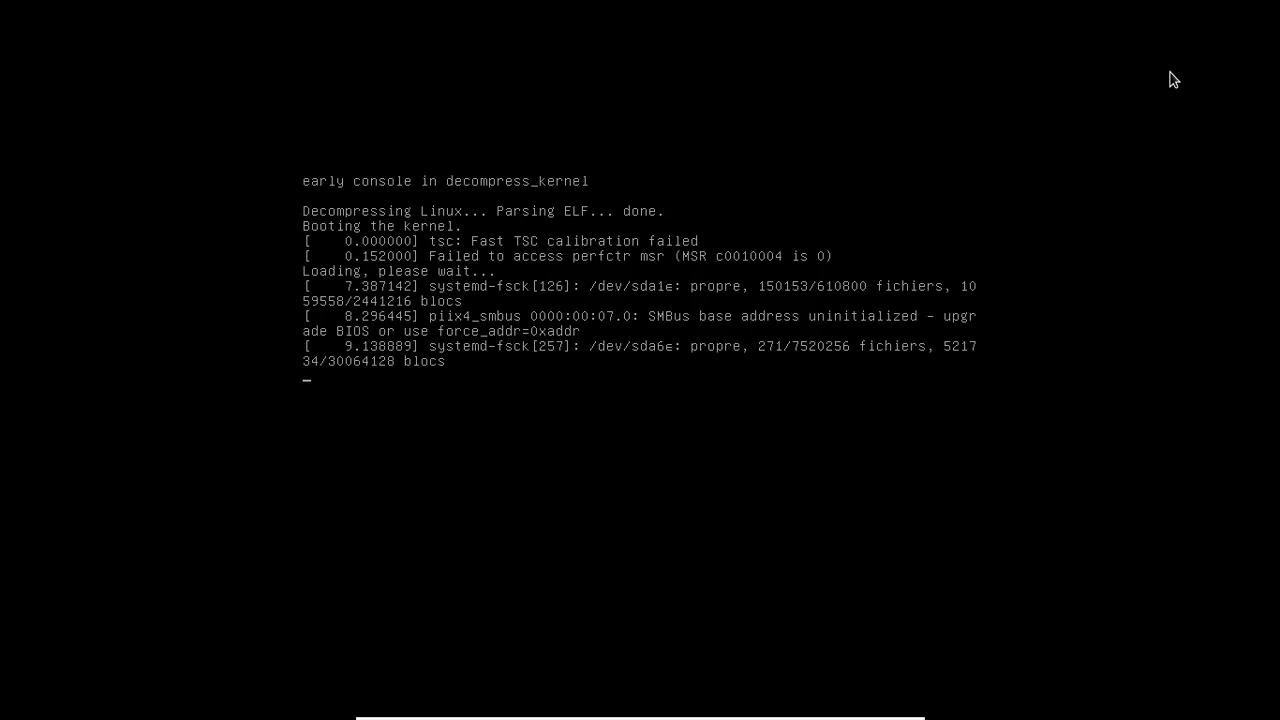 early console in decompress_kernel
Decompressing Linux... Parsing ELF... done.
Booting the kernel.
[    0.000000] tsc: Fast TSC calibration failed
[    0.152000] Failed to access perfctr msr (MSR c0010004 is 0)
Loading, please wait...
[    7.387142] systemd-fsck[126]: /dev/sda1∈: propre, 150153/610800 fichiers, 10
59558/2441216 blocs
[    8.296445] piix4_smbus 0000:00:07.0: SMBus base address uninitialized - upgr
ade BIOS or use force_addr=0xaddr
[    9.138889] systemd-fsck[257]: /dev/sda6∈: propre, 271/7520256 fichiers, 5217
34/30064128 blocs